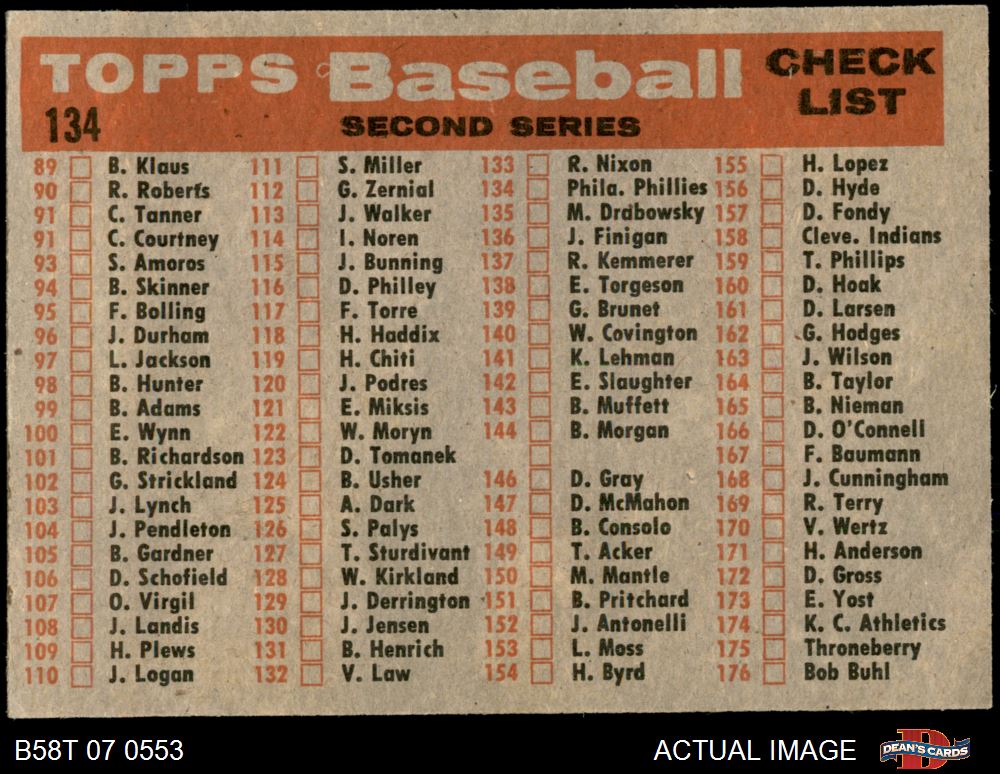 TOPPS Baseball CHECK LIST
134 SECOND SERIES
89 B. Klaus 111 S. Miller 133 R. Nixon 155 H. Lopez
90 R. Roberts 112 G. Zernial 134 Phila. Phillies 156 D. Hyde
91 C. Tanner 113 J. Walker 135 M. Drabowsky 157 D. Fondy
91 C. Courtney 114 I. Noren 136 J. Finigan 158 Cleve. Indians
93 S. Amoros 115 J. Bunning 137 R. Kemmerer 159 T. Phillips
94 B. Skinner 116 D. Philley 138 E. Torgeson 160 D. Hoak
95 F. Bolling 117 F. Torre 139 G. Brunet 161 D. Larsen
96 J. Durham 118 H. Haddix 140 W. Covington 162 G. Hodges
97 L. Jackson 119 H. Chiti 141 K. Lehman 163 J. Wilson
98 B. Hunter 120 J. Podres 142 E. Slaughter 164 B. Taylor
99 B. Adams 121 E. Miksis 143 B. Muffett 165 B. Nieman
100 E. Wynn 122 W. Moryn 144 B. Morgan 166 D. O'Connell
101 B. Richardson 123 D. Tomanek 167 F. Baumann
102 G. Strickland 124 B. Usher 146 D. Gray 168 J. Cunningham
103 J. Lynch 125 A. Dark 147 D. McMahon 169 R. Terry
104 J. Pendleton 126 S. Palys 148 B. Consolo 170 V. Wertz
105 B. Gardner 127 T. Sturdivant 149 T. Acker 171 H. Anderson
106 D. Schofield 128 W. Kirkland 150 M. Mantle 172 D. Gross
107 O. Virgil 129 J. Derrington 151 B. Pritchard 173 E. Yost
108 J. Landis 130 J. Jensen 152 J. Antonelli 174 K. C. Athletics
109 H. Plews 131 B. Henrich 153 L. Moss 175 Throneberry
110 J. Logan 132 V. Law 154 H. Byrd 176 Bob Buhl
B58T 07 0553 ACTUAL IMAGE DEAN'S CARDS